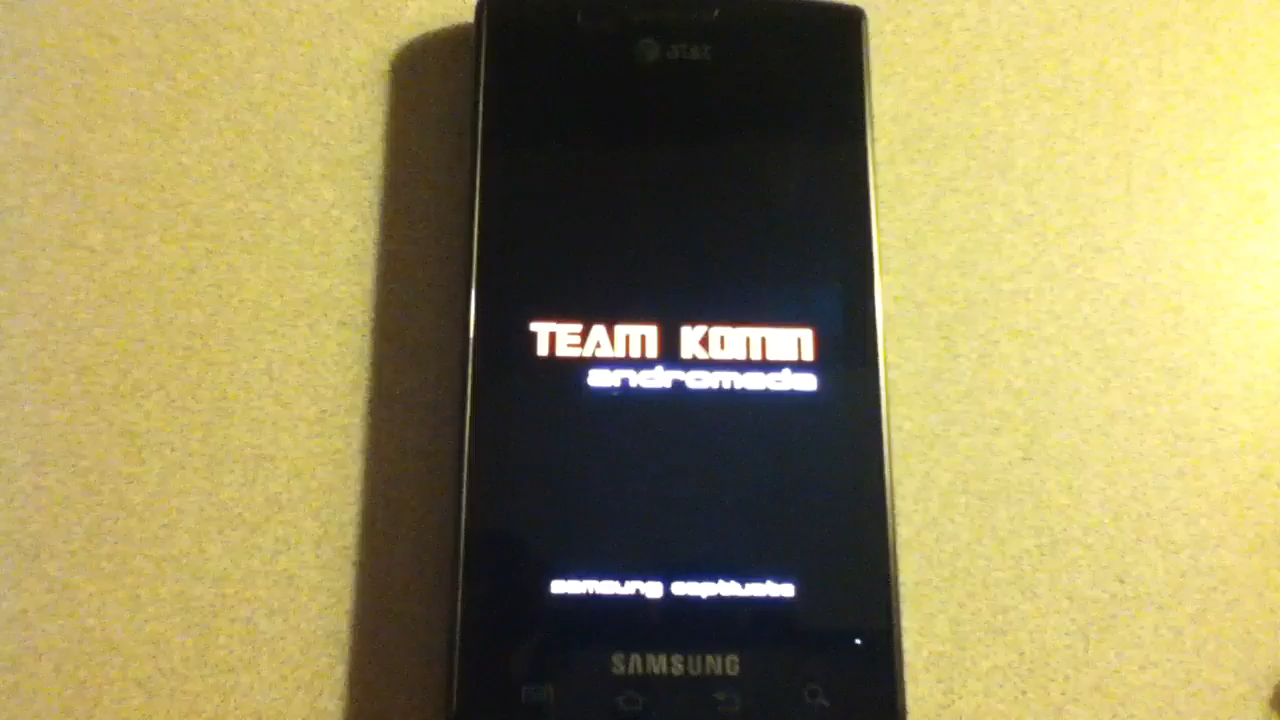 at&t
TEAM KOMIN
andromeda
samsung captivate
SAMSUNG